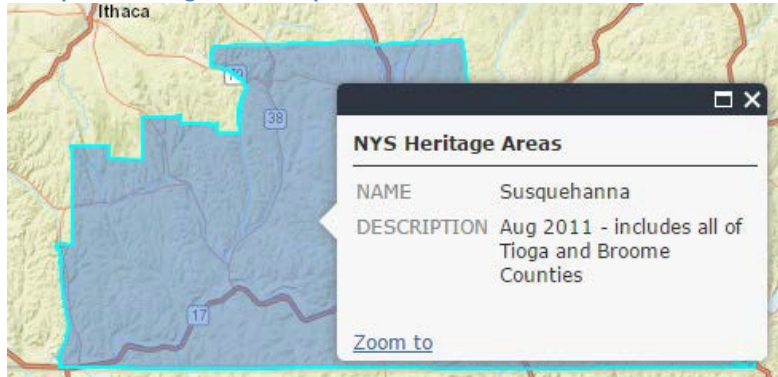 Ithaca
79
38
NYS Heritage Areas
NAME Susquehanna
DESCRIPTION Aug 2011 - includes all of
Tioga and Broome
Counties
17
Zoom to